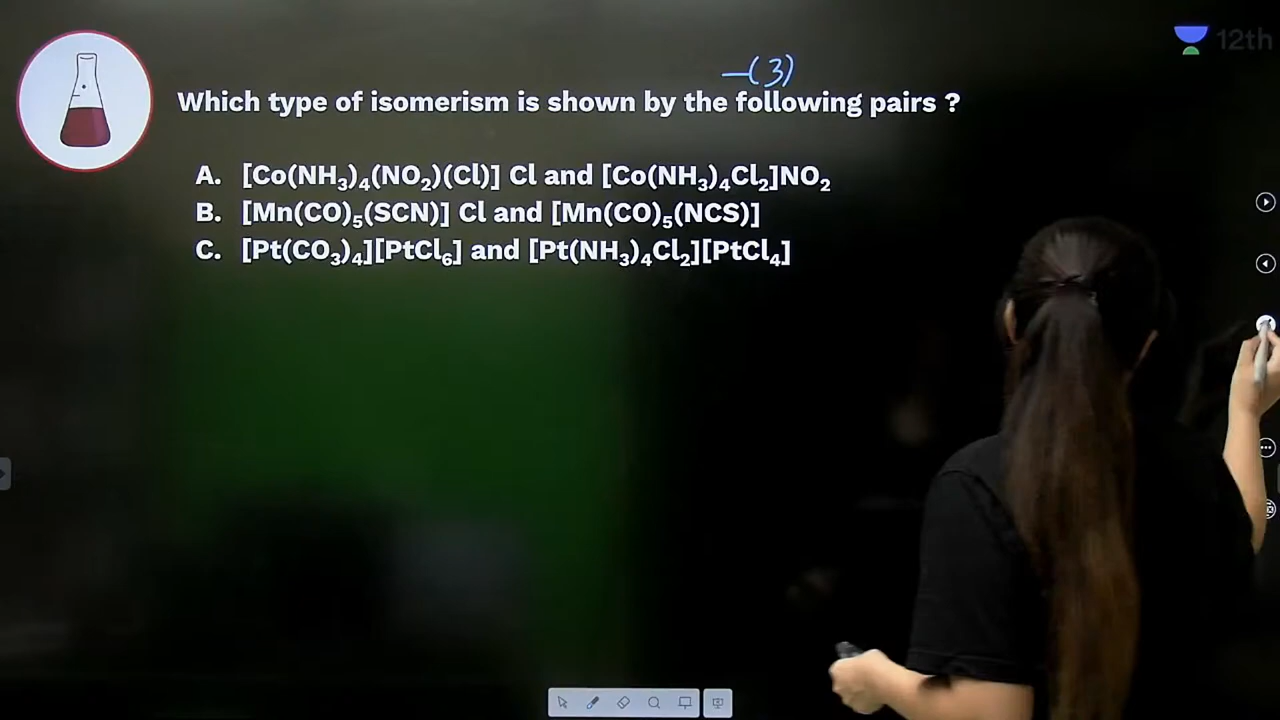 12th
-(3)
Which type of isomerism is shown by the following pairs ?
A. [Co(NH₃)₄(NO₂)(Cl)] Cl and [Co(NH₃)₄Cl₂]NO₂
B. [Mn(CO)₅(SCN)] Cl and [Mn(CO)₅(NCS)]
C. [Pt(CO₃)₄][PtCl₆] and [Pt(NH₃)₄Cl₂][PtCl₄]